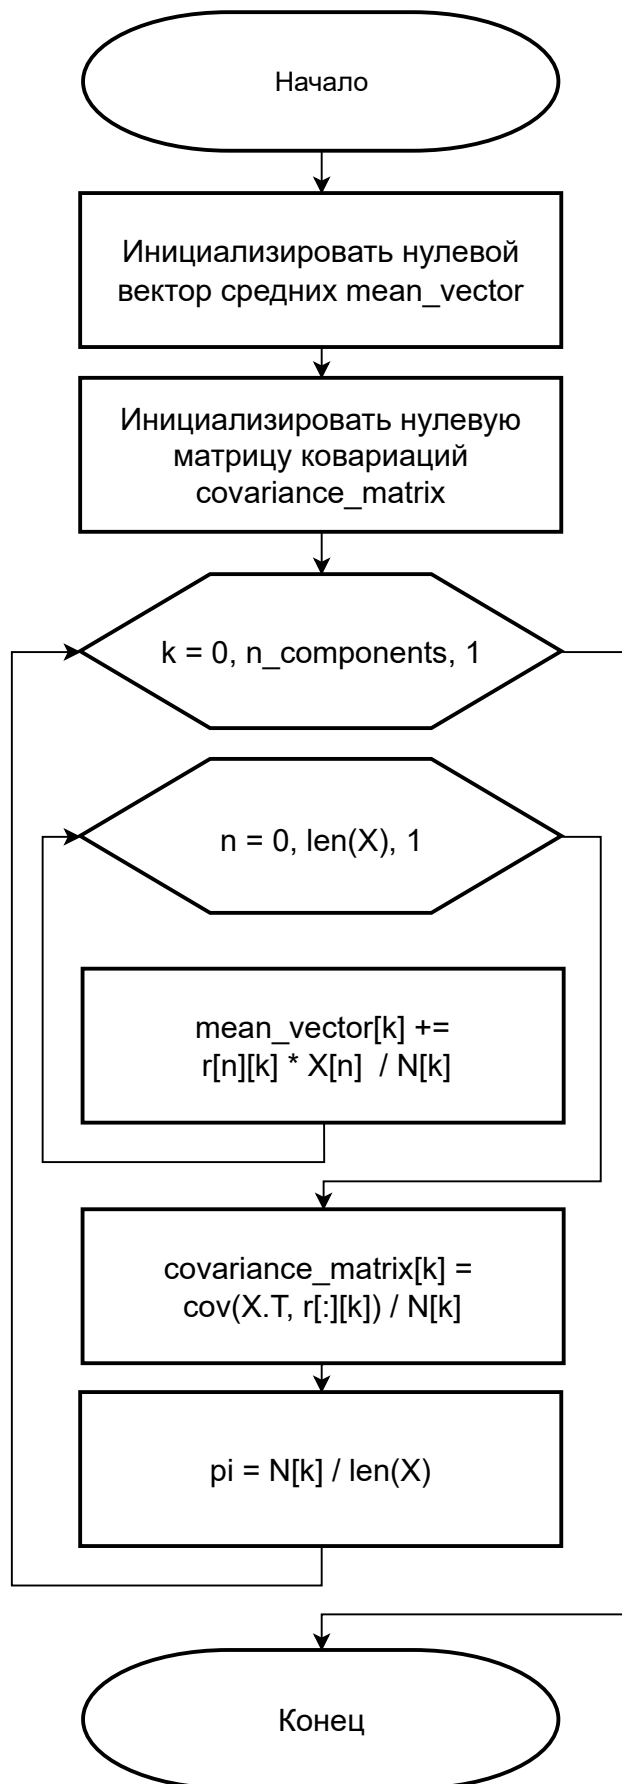 Начало
Инициализировать нулевой
вектор средних mean_vector
Инициализировать нулевую
матрицу ковариаций
covariance_matrix
k = 0, n_components, 1
n = 0, len(X), 1
mean_vector[k] +=
r[n][k] * X[n]  / N[k]
covariance_matrix[k] =
cov(X.T, r[:][k]) / N[k]
pi = N[k] / len(X)
Конец